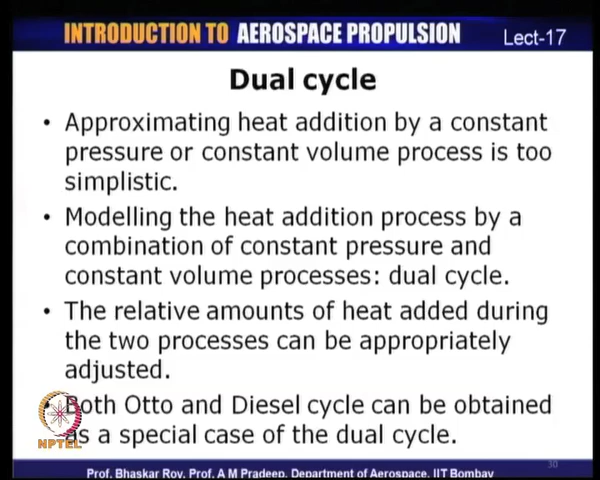 INTRODUCTION TO AEROSPACE PROPULSION Lect-17
Dual cycle
• Approximating heat addition by a constant
pressure or constant volume process is too
simplistic.
• Modelling the heat addition process by a
combination of constant pressure and
constant volume processes: dual cycle.
• The relative amounts of heat added during
the two processes can be appropriately
adjusted.
• Both Otto and Diesel cycle can be obtained
as a special case of the dual cycle.
NPTEL
30
Prof. Bhaskar Roy, Prof. A M Pradeep, Department of Aerospace, IIT Bombay